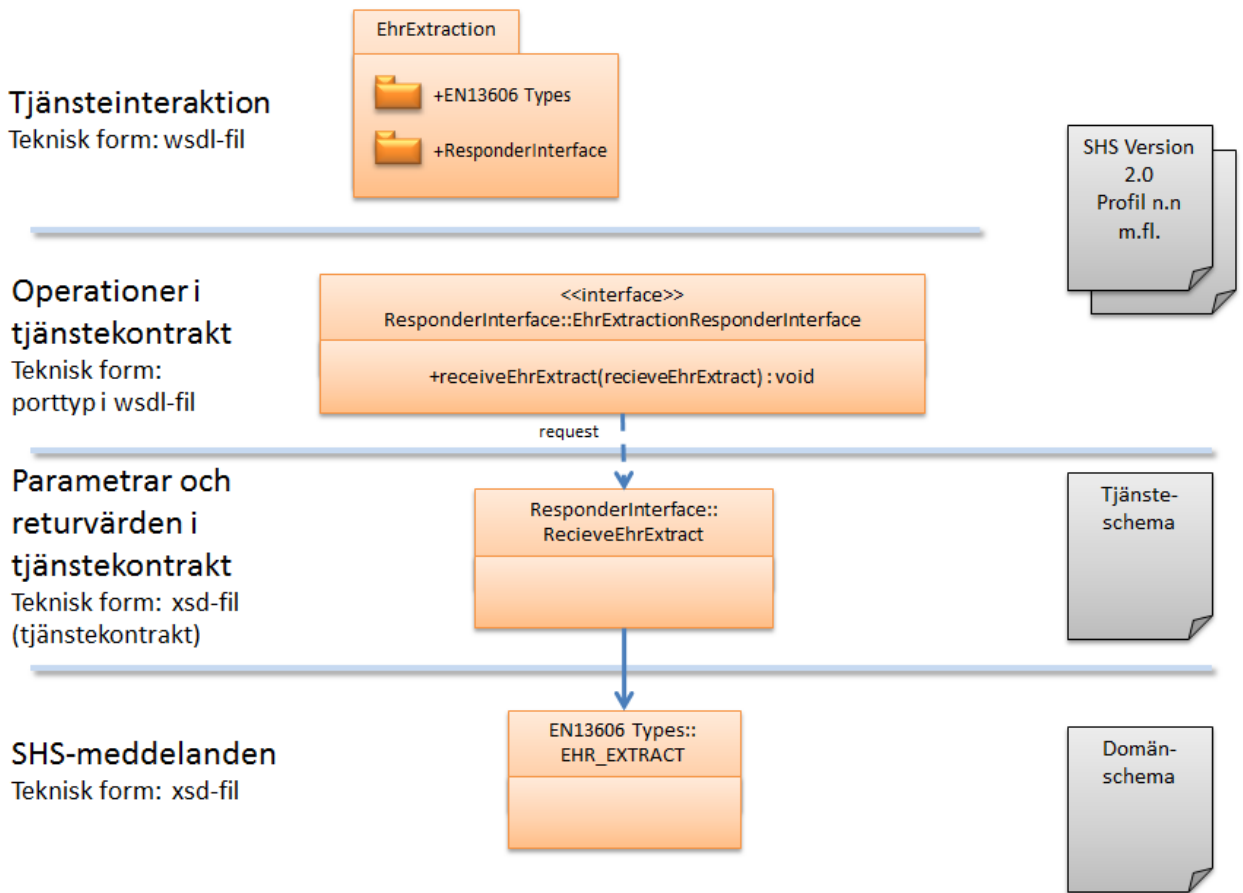 EhrExtraction
+EN13606 Types
+ResponderInterface
Tjänsteinteraktion
Teknisk form: wsdl-fil
SHS Version
2.0
Profil n.n
m.fl.
Operationer i
tjänstekontrakt
Teknisk form:
porttyp i wsdl-fil
<<interface>>
ResponderInterface::EhrExtractionResponderInterface
+receiveEhrExtract(recieveEhrExtract) : void
request
Parametrar och
returvärden i
tjänstekontrakt
Teknisk form: xsd-fil
(tjänstekontrakt)
ResponderInterface::
RecieveEhrExtract
Tjänste-
schema
SHS-meddelanden
Teknisk form: xsd-fil
EN13606 Types::
EHR_EXTRACT
Domän-
schema